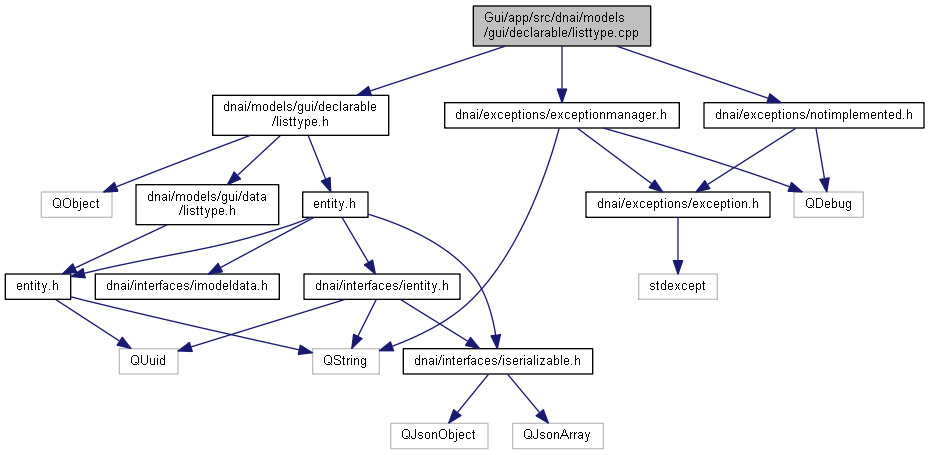 Gui/app/src/dnai/models
/gui/declarable/listtype.cpp
dnai/models/gui/declarable
/listtype.h
dnai/exceptions/exceptionmanager.h
dnai/exceptions/notimplemented.h
QObject
dnai/models/gui/data
/listtype.h
entity.h
dnai/exceptions/exception.h
QDebug
entity.h
dnai/interfaces/imodeldata.h
dnai/interfaces/ientity.h
stdexcept
QUuid
QString
dnai/interfaces/iserializable.h
QJsonObject
QJsonArray